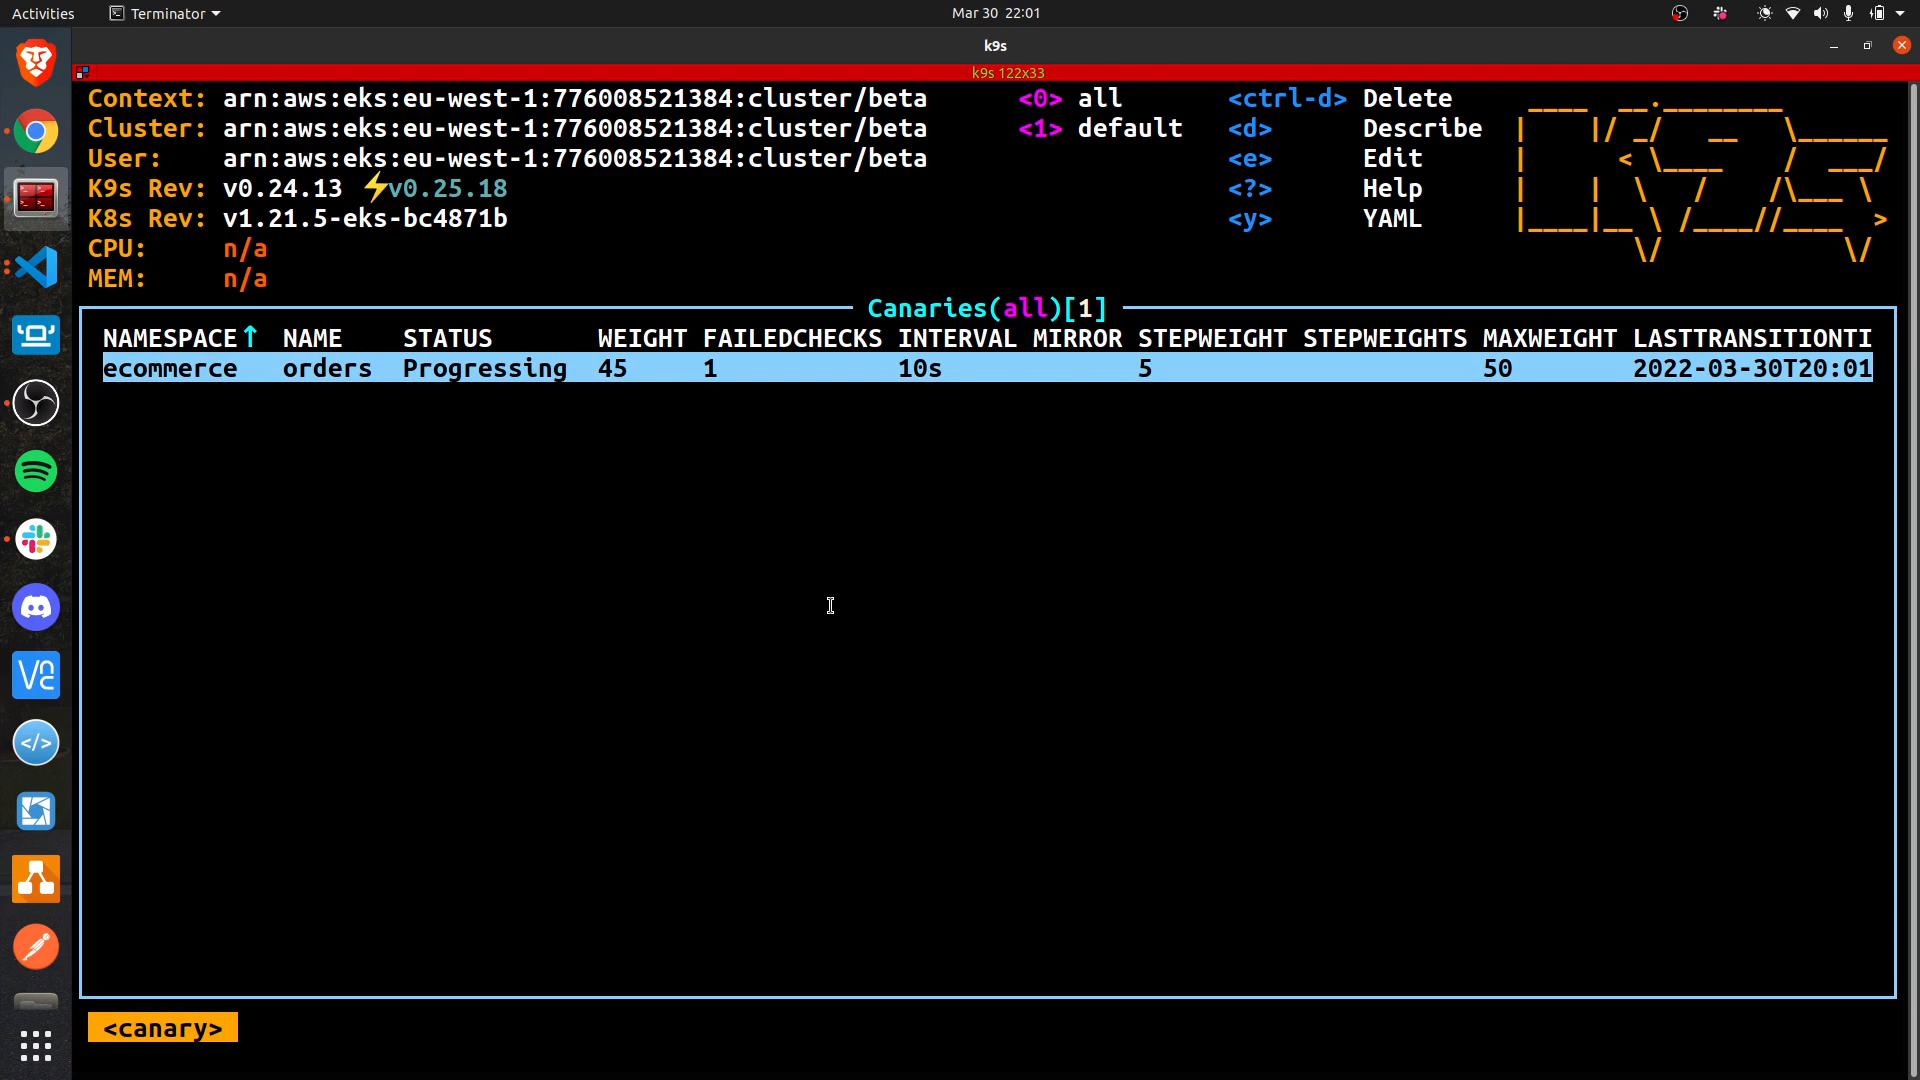 Activities Terminator Mar 30 22:01
k9s
k9s 122x33
Context: arn:aws:eks:eu-west-1:776008521384:cluster/beta <0> all <ctrl-d> Delete
Cluster: arn:aws:eks:eu-west-1:776008521384:cluster/beta <1> default <d> Describe
User: arn:aws:eks:eu-west-1:776008521384:cluster/beta <e> Edit
K9s Rev: v0.24.13 ⚡v0.25.18 <?> Help
K8s Rev: v1.21.5-eks-bc4871b <y> YAML
CPU: n/a
MEM: n/a
Canaries(all)[1]
NAMESPACE↑ NAME STATUS WEIGHT FAILEDCHECKS INTERVAL MIRROR STEPWEIGHT STEPWEIGHTS MAXWEIGHT LASTTRANSITIONTI
ecommerce orders Progressing 45 1 10s 5 50 2022-03-30T20:01
<canary>